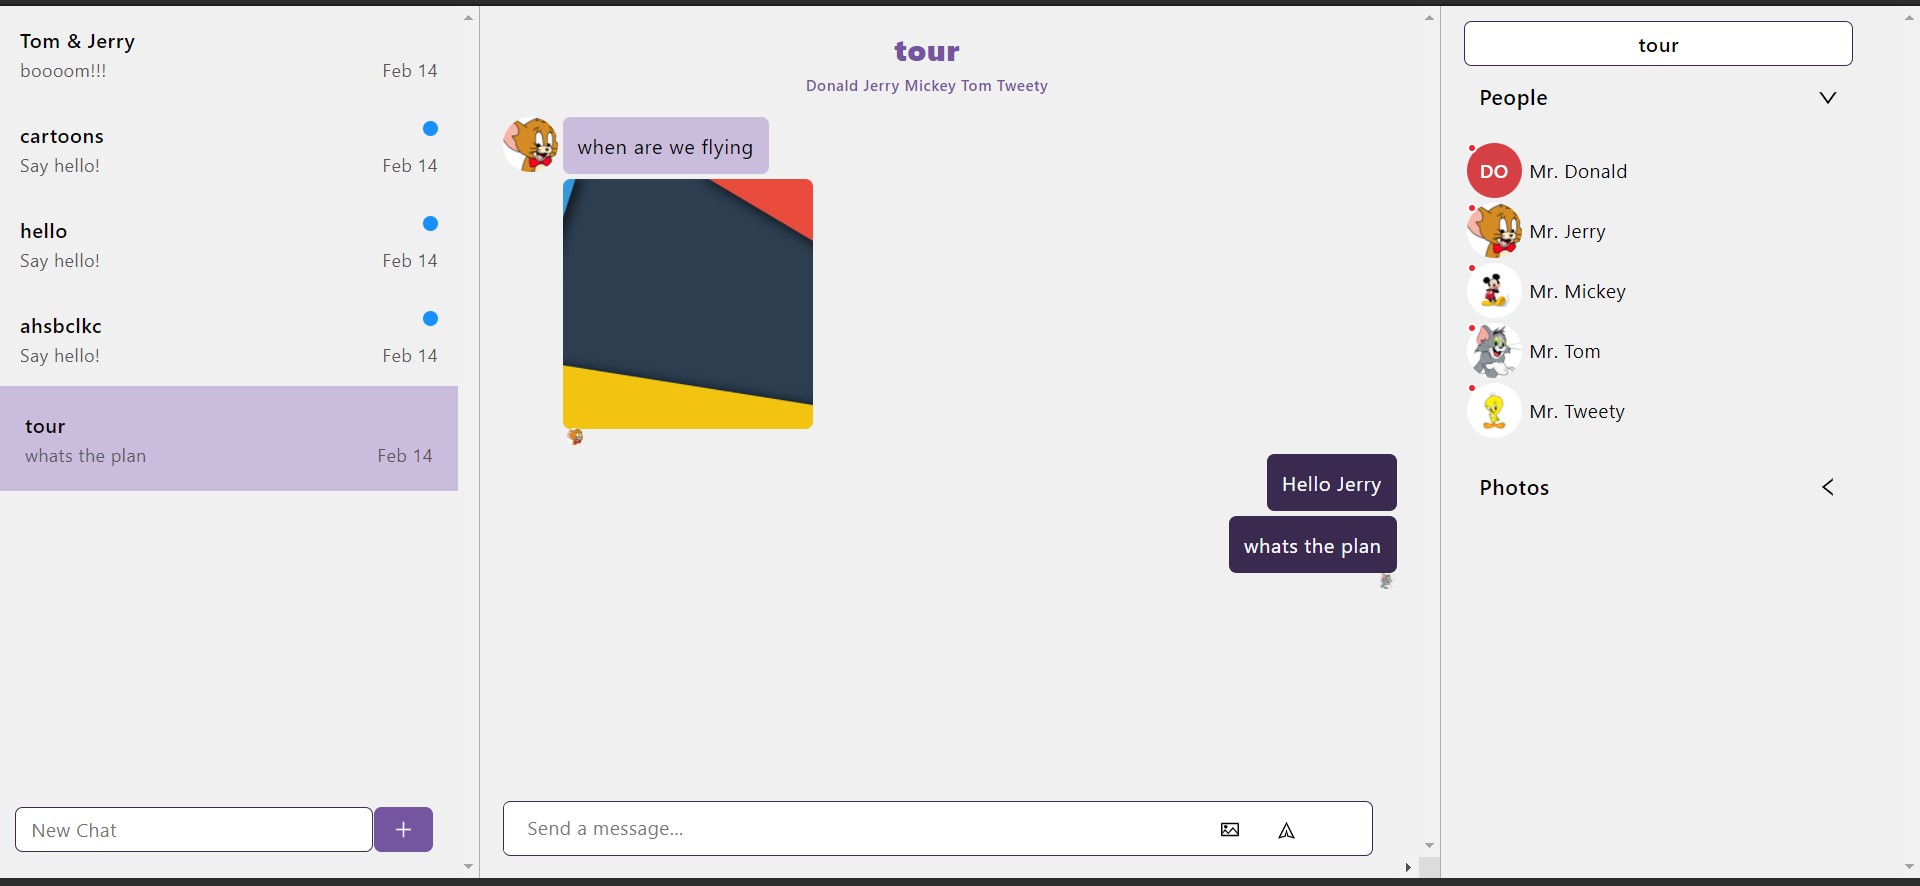 Tom & Jerry
boooom!!! Feb 14
cartoons
Say hello! Feb 14
hello
Say hello! Feb 14
ahsbclkc
Say hello! Feb 14
tour
whats the plan Feb 14
New Chat
tour
Donald Jerry Mickey Tom Tweety
when are we flying
Hello Jerry
whats the plan
Send a message...
tour
People
DO Mr. Donald
Mr. Jerry
Mr. Mickey
Mr. Tom
Mr. Tweety
Photos